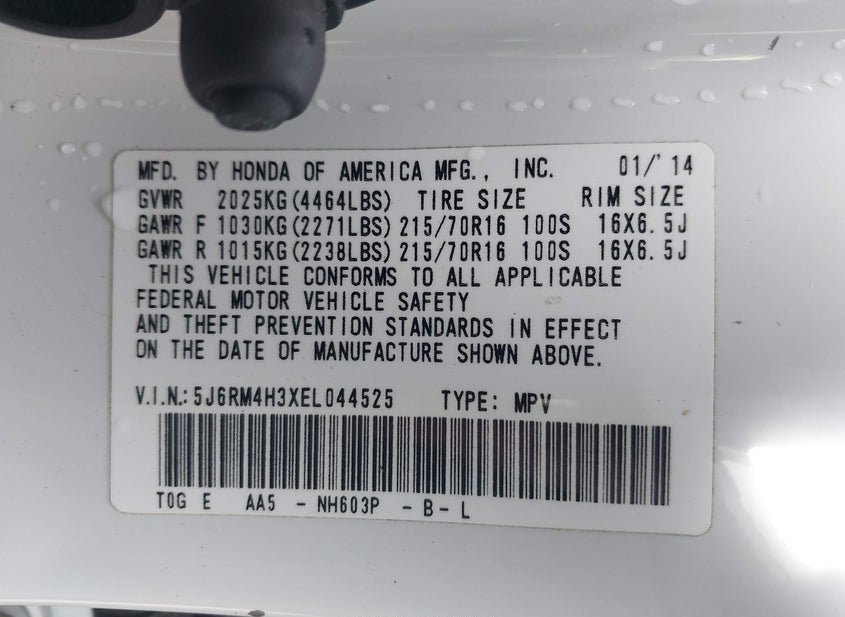 MFD. BY HONDA OF AMERICA MFG., INC. 01/'14
GVWR 2025KG(4464LBS) TIRE SIZE RIM SIZE
GAWR F 1030KG(2271LBS) 215/70R16 100S 16X6.5J
GAWR R 1015KG(2238LBS) 215/70R16 100S 16X6.5J
THIS VEHICLE CONFORMS TO ALL APPLICABLE
FEDERAL MOTOR VEHICLE SAFETY
AND THEFT PREVENTION STANDARDS IN EFFECT
ON THE DATE OF MANUFACTURE SHOWN ABOVE.
V.I.N.: 5J6RM4H3XEL044525 TYPE: MPV
T0G E AA5 - NH603P - B - L